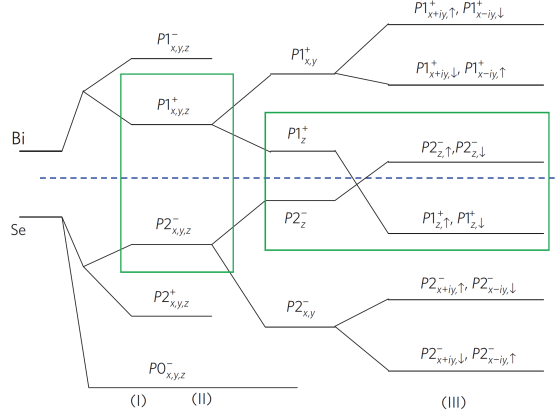 P1⁺x+iy,↑, P1⁺x−iy,↓
P1⁻x,y,z
P1⁺x,y
P1⁺x+iy,↓, P1⁺x−iy,↑
P1⁺x,y,z
Bi
P1⁺z
P2⁻z,↑, P2⁻z,↓
Se
P2⁻x,y,z
P2⁻z
P1⁺z,↑, P1⁺z,↓
P2⁺x,y,z
P2⁻x,y
P2⁻x+iy,↑, P2⁻x−iy,↓
P2⁻x+iy,↓, P2⁻x−iy,↑
P0⁻x,y,z
(I) (II) (III)